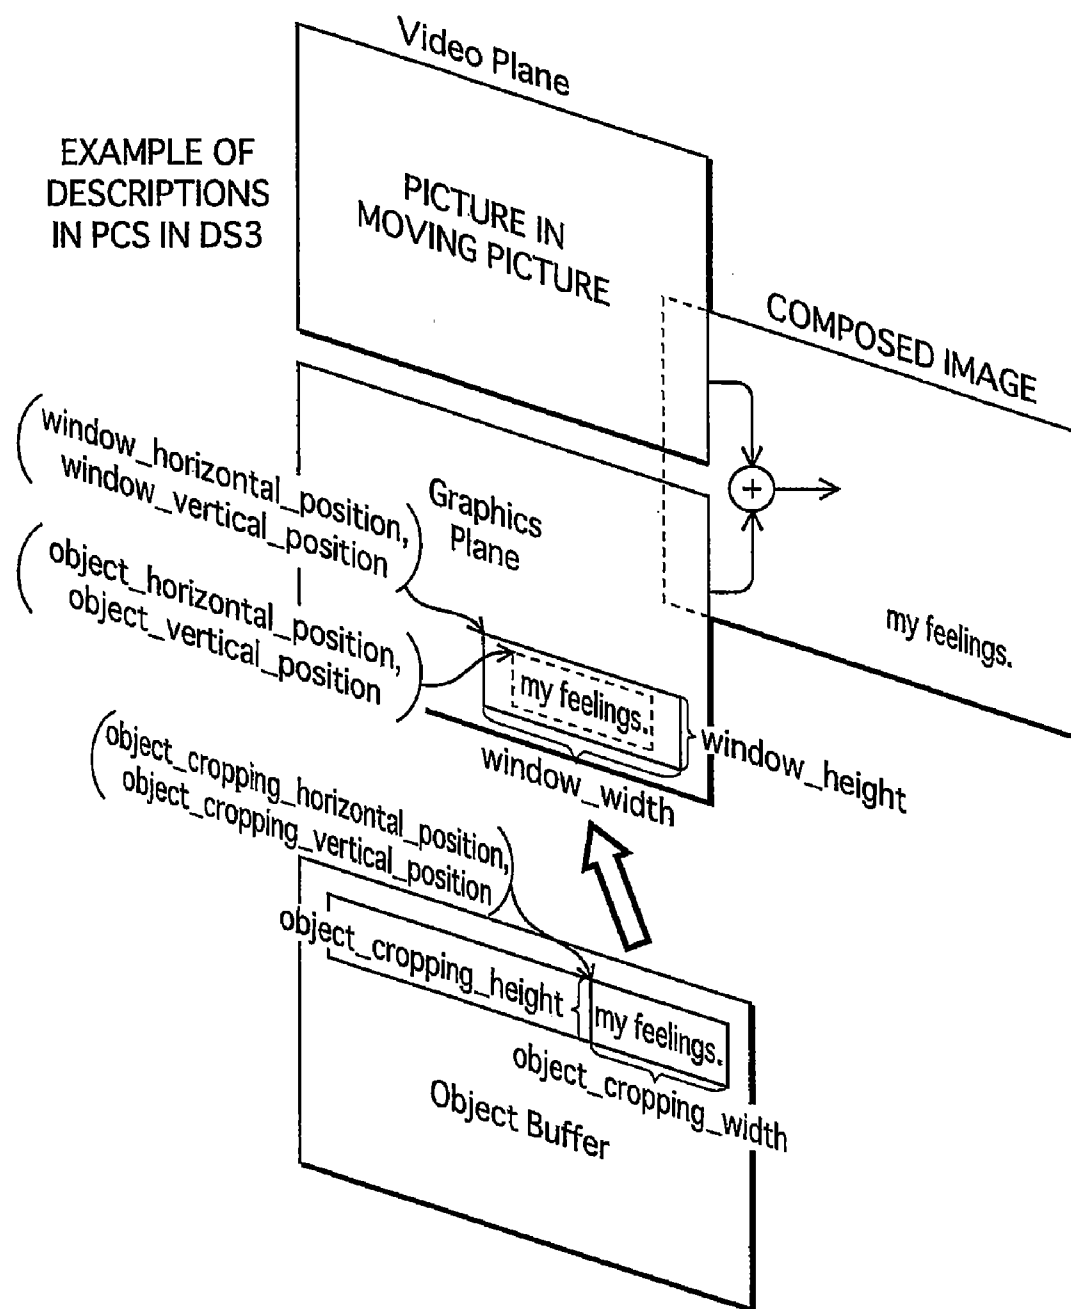 Video Plane
EXAMPLE OF
DESCRIPTIONS
IN PCS IN DS3
PICTURE IN
MOVING PICTURE
COMPOSED IMAGE
(window_horizontal_position,
window_vertical_position)
Graphics
Plane
(object_horizontal_position,
object_vertical_position)
+
my feelings.
my feelings.
window_height
window_width
(object_cropping_horizontal_position,
object_cropping_vertical_position)
object_cropping_height
my feelings.
object_cropping_width
Object Buffer